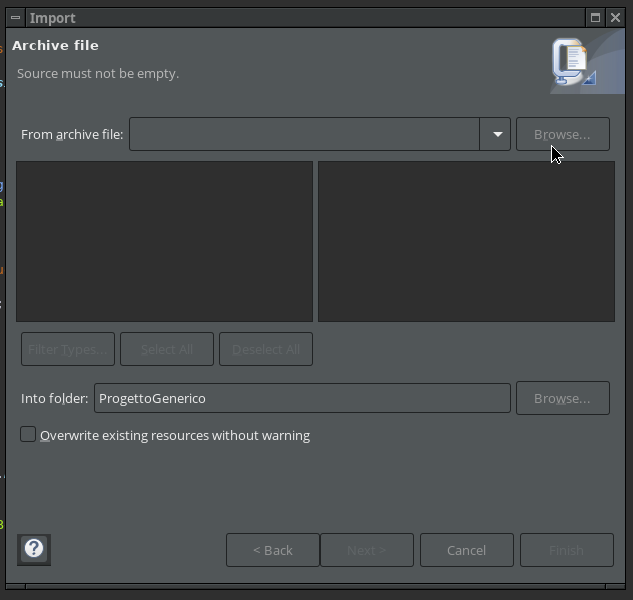 Import
Archive file
Source must not be empty.
From archive file:
Browse...
Filter Types...
Select All
Deselect All
Into folder:
ProgettoGenerico
Browse...
Overwrite existing resources without warning
?
< Back
Next >
Cancel
Finish